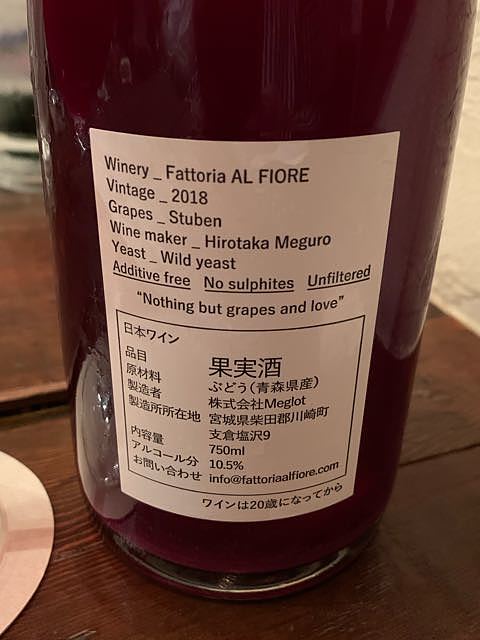 Winery _ Fattoria AL FIORE
Vintage _ 2018
Grapes _ Stuben
Wine maker _ Hirotaka Meguro
Yeast _ Wild yeast
Additive free No sulphites Unfiltered
“Nothing but grapes and love”
日本ワイン
品目 果実酒
原材料 ぶどう（青森県産）
製造者 株式会社Meglot
製造所所在地 宮城県柴田郡川崎町
支倉塩沢9
内容量 750ml
アルコール分 10.5%
お問い合わせ info@fattoriaalfiore.com
ワインは20歳になってから